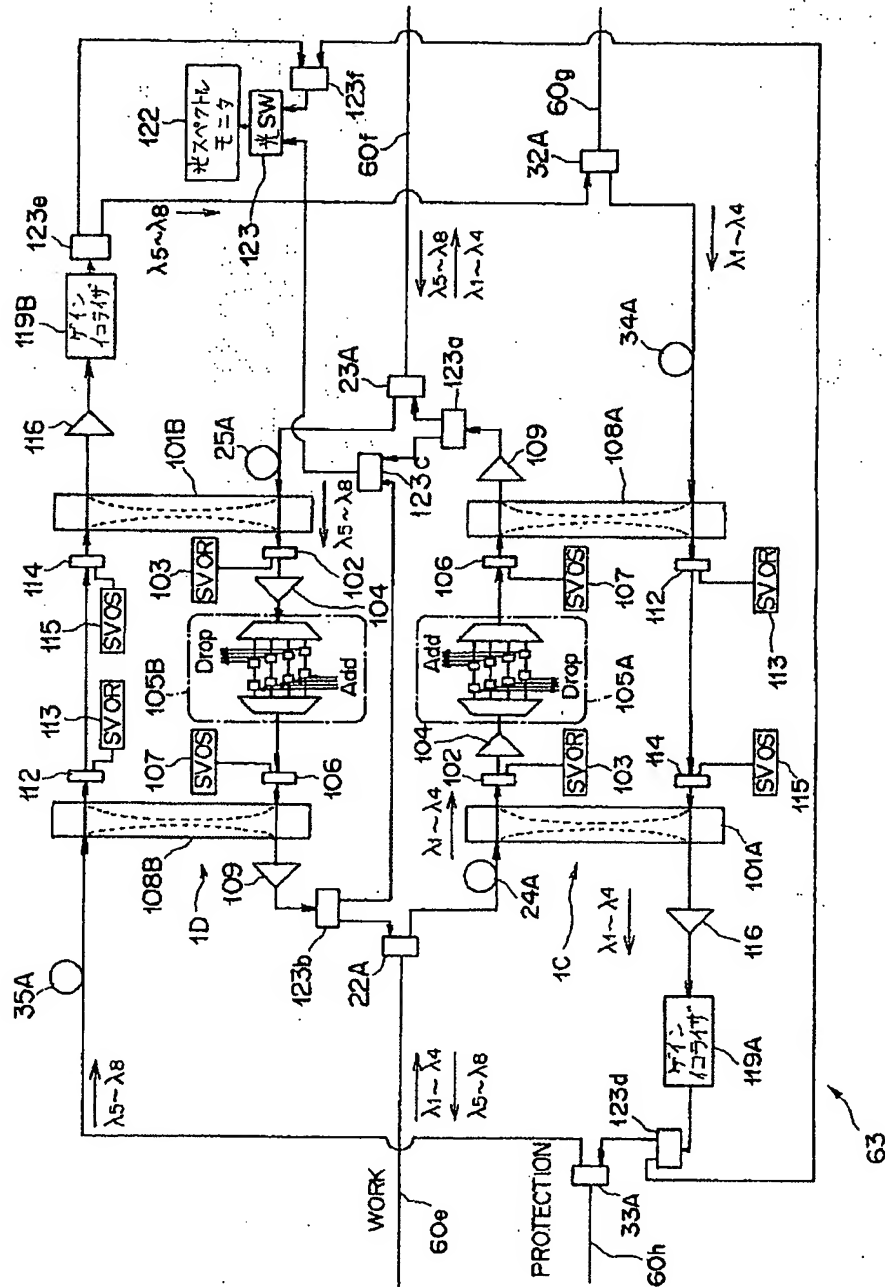 119B
ゲイン
イコライザ
123e
122
光スペクトル
モニタ
光SW
123
123f
λ5~λ8
60f
60g
32A
116
101B
25A
23A
123a
123c
λ5~λ8
λ5~λ8
λ1~λ4
λ1~λ4
34A
109
108A
114
115
SVOS
103
SVOR
102
104
106
107
SVOS
112
113
SVOR
113
SVOR
112
105B
Drop
Add
Add
Drop
105A
107
SVOS
106
104
102
SVOR
103
114
SVOS
115
108B
109
1D
123b
22A
λ1~λ4
24A
1C
101A
λ1~λ4
116
35A
λ5~λ8
λ1~λ4
λ5~λ8
ゲイン
イコライザ
119A
123d
WORK
60e
PROTECTION
33A
60h
63